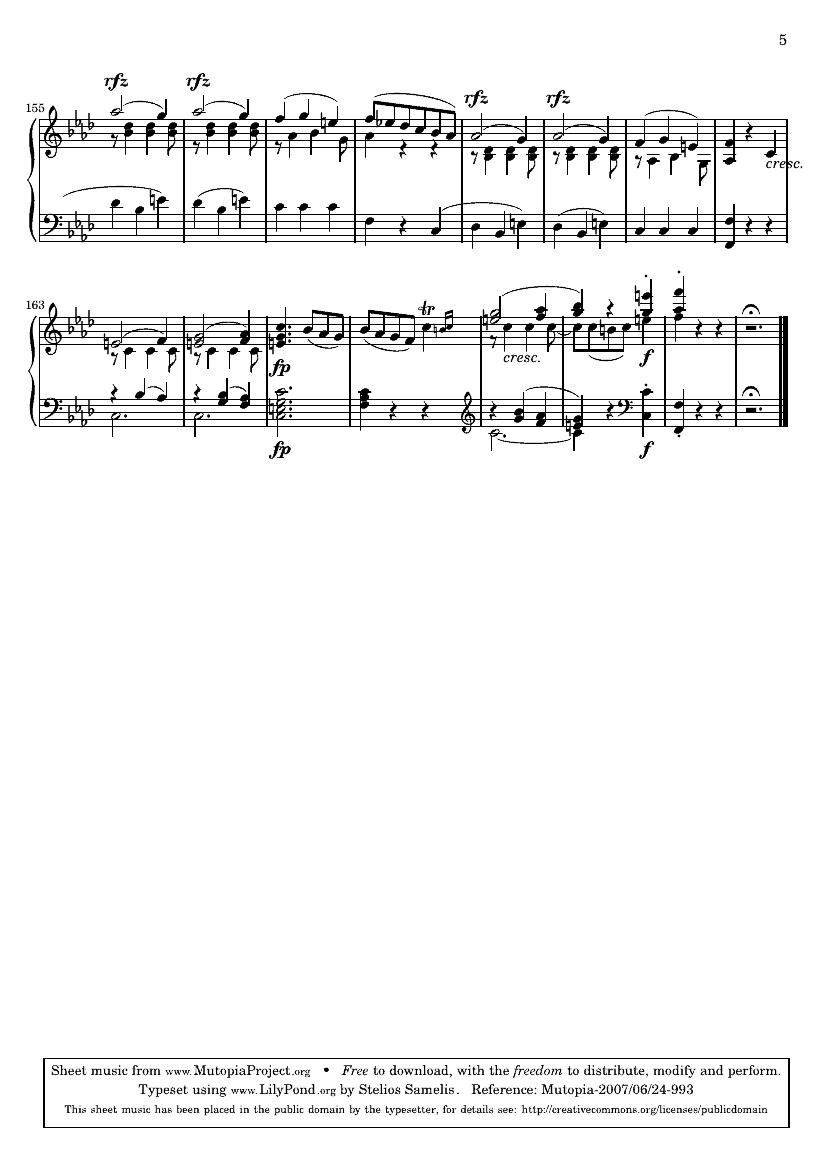 5
rfz rfz
rfz rfz
155
cresc.
163
tr
cresc.
fp f
fp f
Sheet music from www.MutopiaProject.org • Free to download, with the freedom to distribute, modify and perform.
Typeset using www.LilyPond.org by Stelios Samelis. Reference: Mutopia-2007/06/24-993
This sheet music has been placed in the public domain by the typesetter, for details see: http://creativecommons.org/licenses/publicdomain